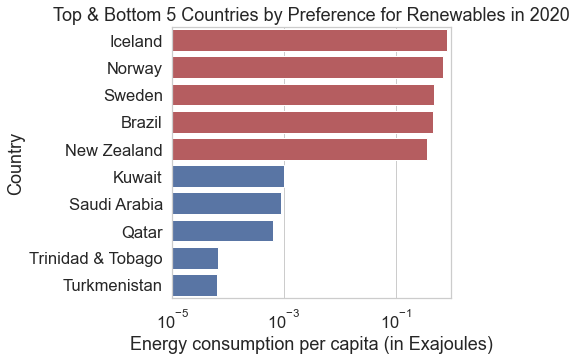 Top & Bottom 5 Countries by Preference for Renewables in 2020
Iceland
Norway
Sweden
Brazil
New Zealand
Kuwait
Saudi Arabia
Qatar
Trinidad & Tobago
Turkmenistan
Country
10⁻⁵ 10⁻³ 10⁻¹
Energy consumption per capita (in Exajoules)